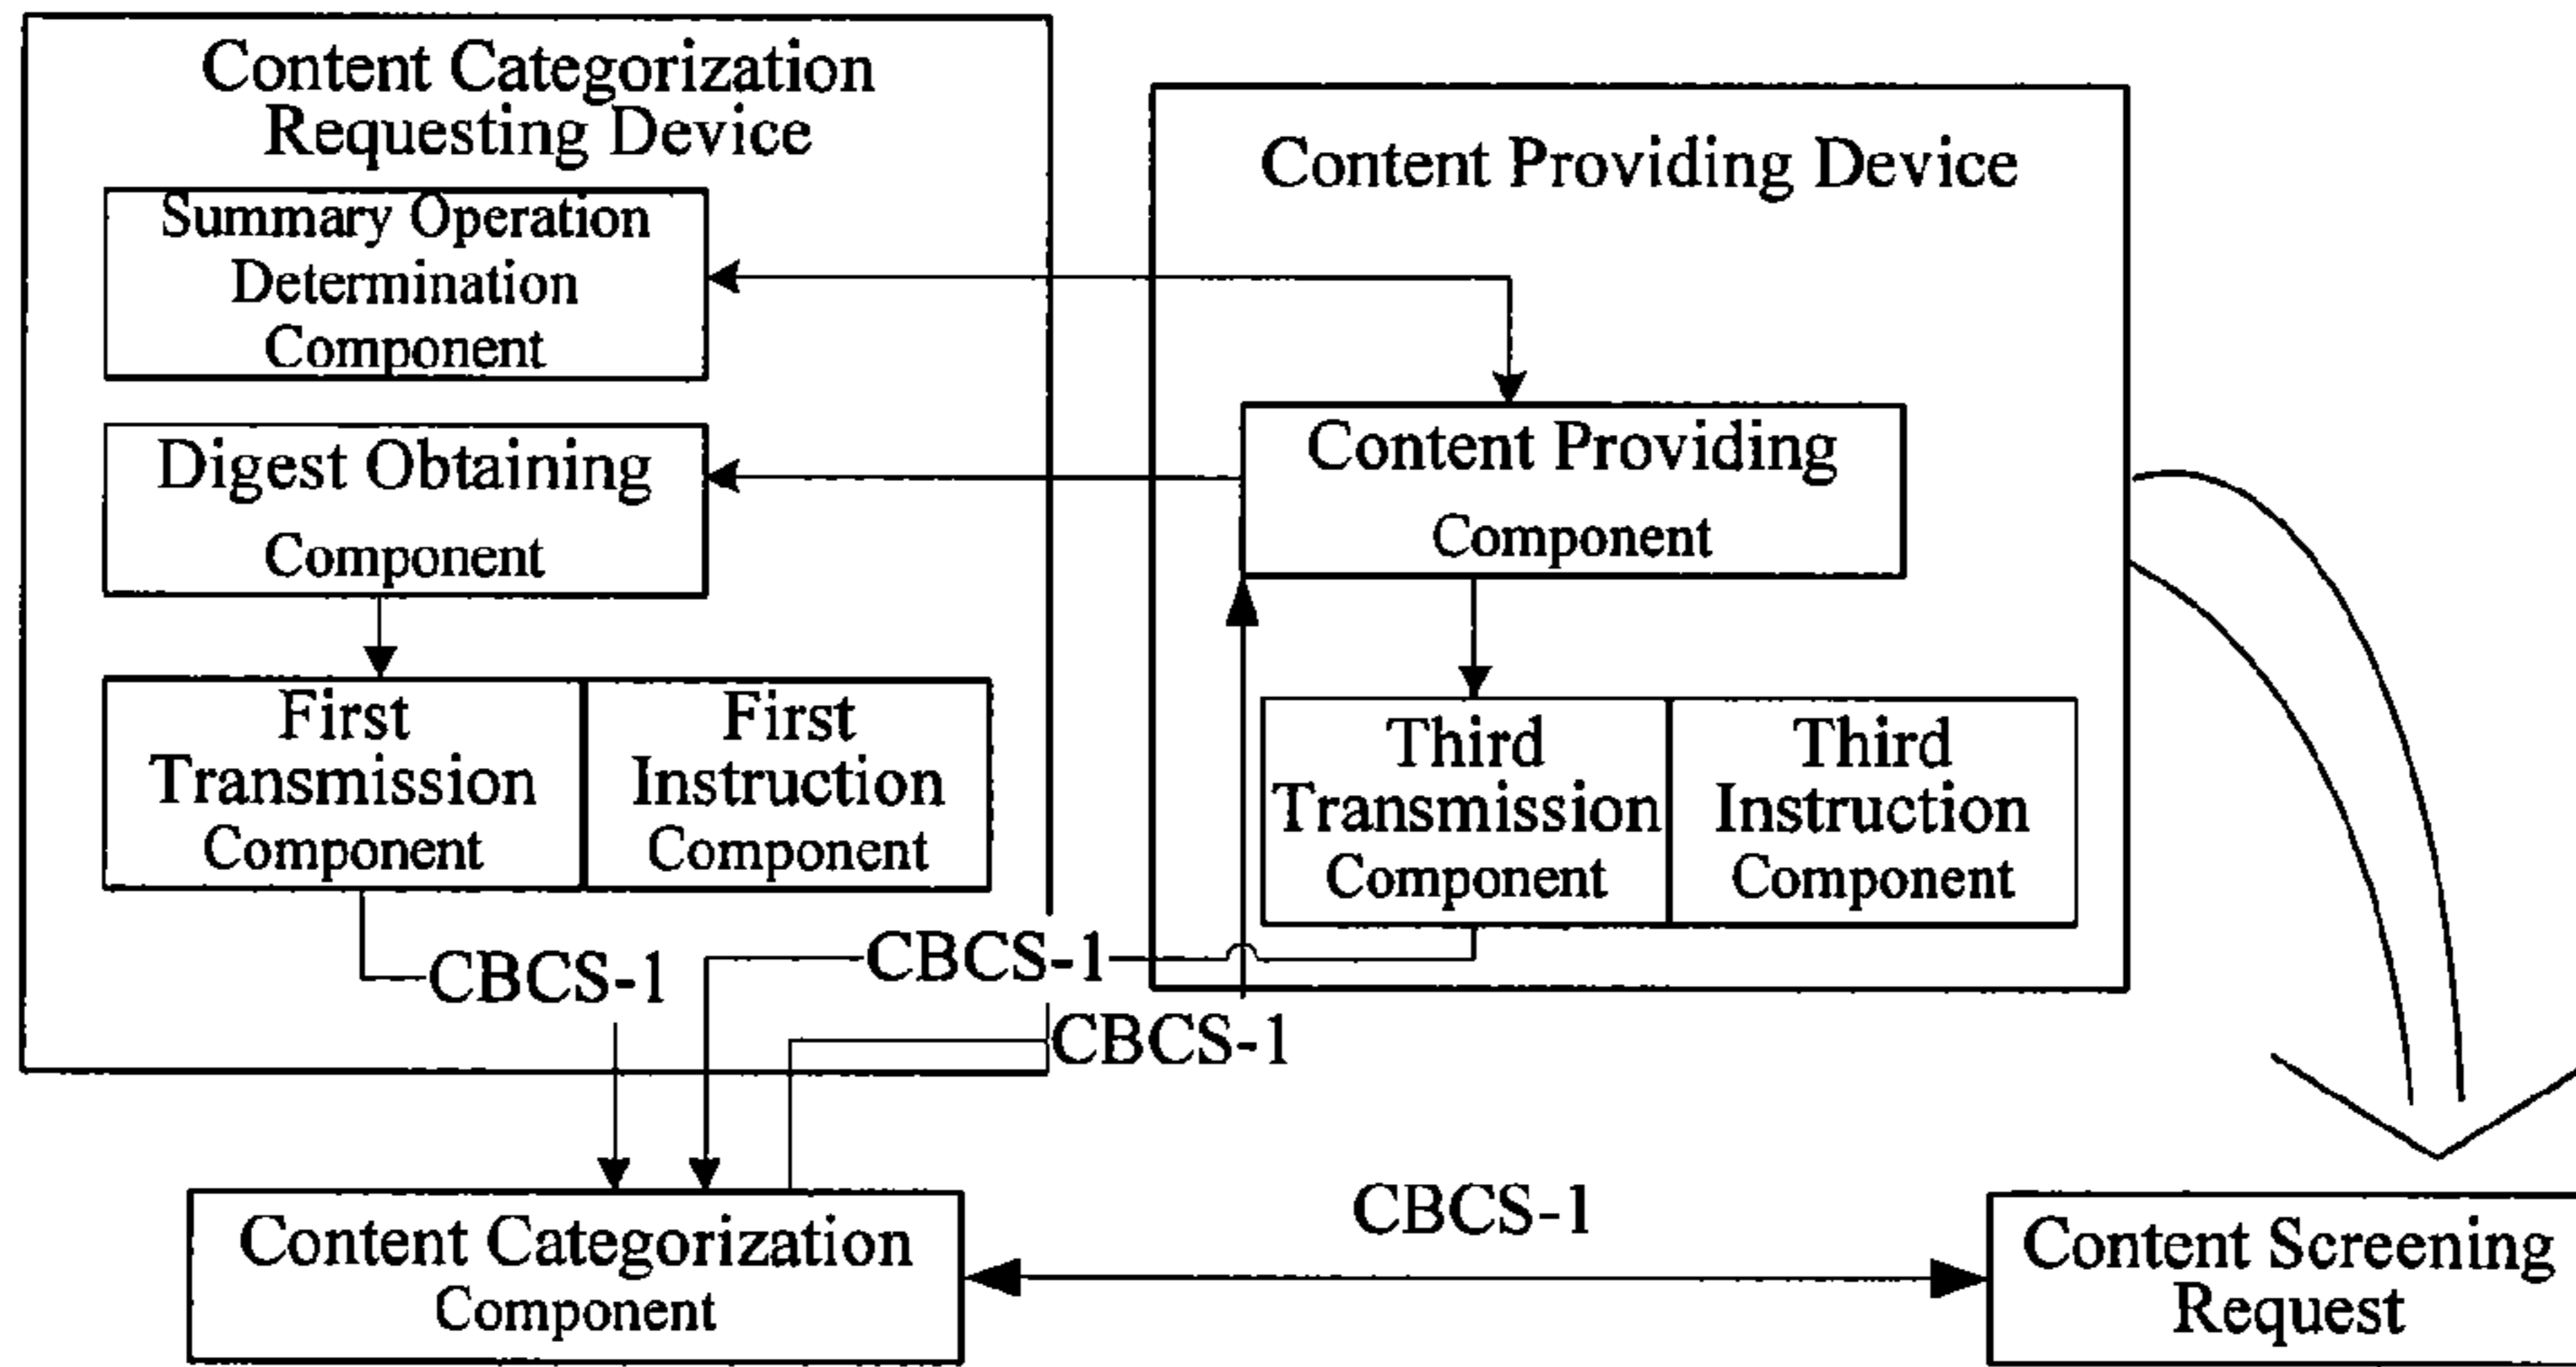 Content Categorization
Requesting Device
Summary Operation
Determination
Component
Digest Obtaining
Component
First
Transmission
Component
First
Instruction
Component
Content Providing Device
Content Providing
Component
Third
Transmission
Component
Third
Instruction
Component
CBCS-1
CBCS-1
CBCS-1
Content Categorization
Component
CBCS-1
Content Screening
Request